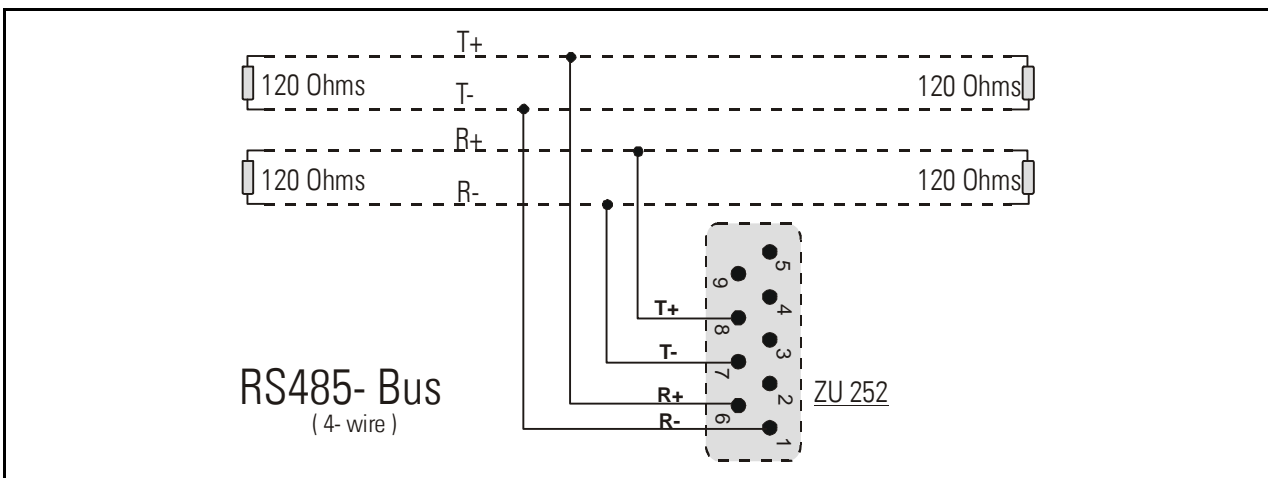 T+
120 Ohms
120 Ohms
T-
R+
120 Ohms
120 Ohms
R-
5
9
4
T+
8
3
T-
7
RS485- Bus
( 4- wire )
R+
2
ZU 252
6
R-
1